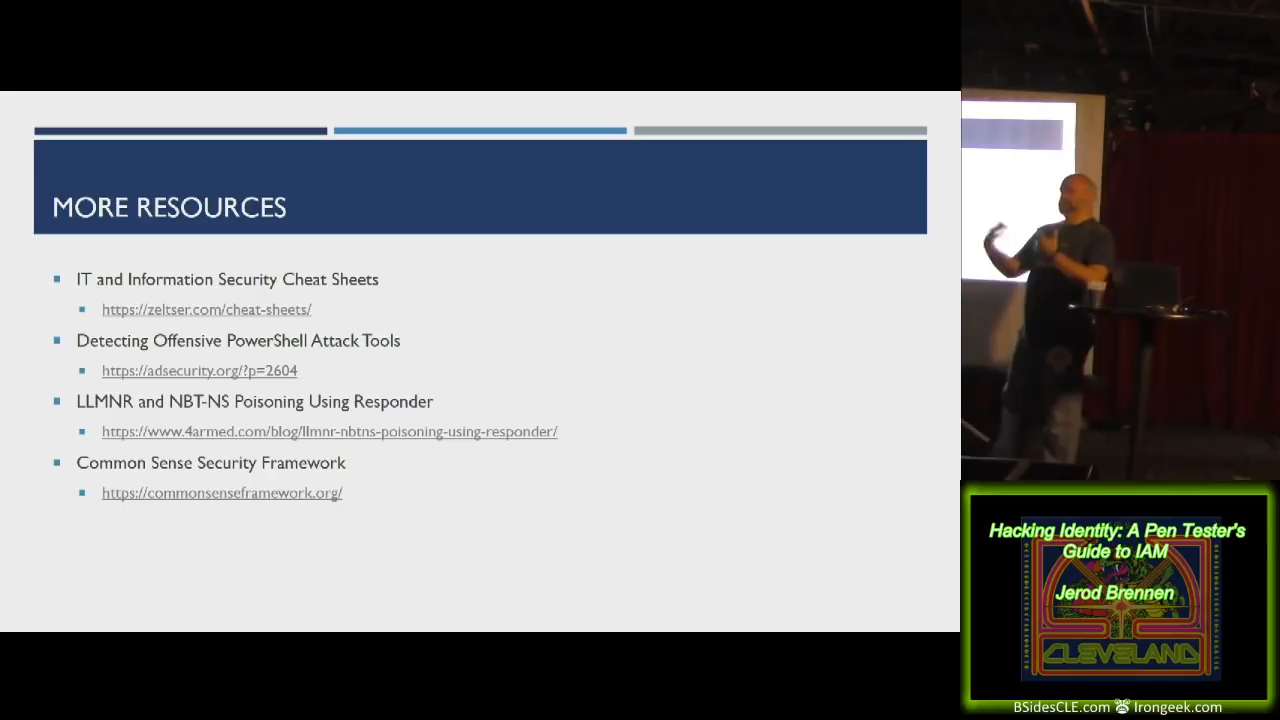 MORE RESOURCES
IT and Information Security Cheat Sheets
https://zeltser.com/cheat-sheets/
Detecting Offensive PowerShell Attack Tools
https://adsecurity.org/?p=2604
LLMNR and NBT-NS Poisoning Using Responder
https://www.4armed.com/blog/llmnr-nbtns-poisoning-using-responder/
Common Sense Security Framework
https://commonsenseframework.org/
Hacking Identity: A Pen Tester's
Guide to IAM
Jerod Brennen
CLEVELAND
BSidesCLE.com Irongeek.com